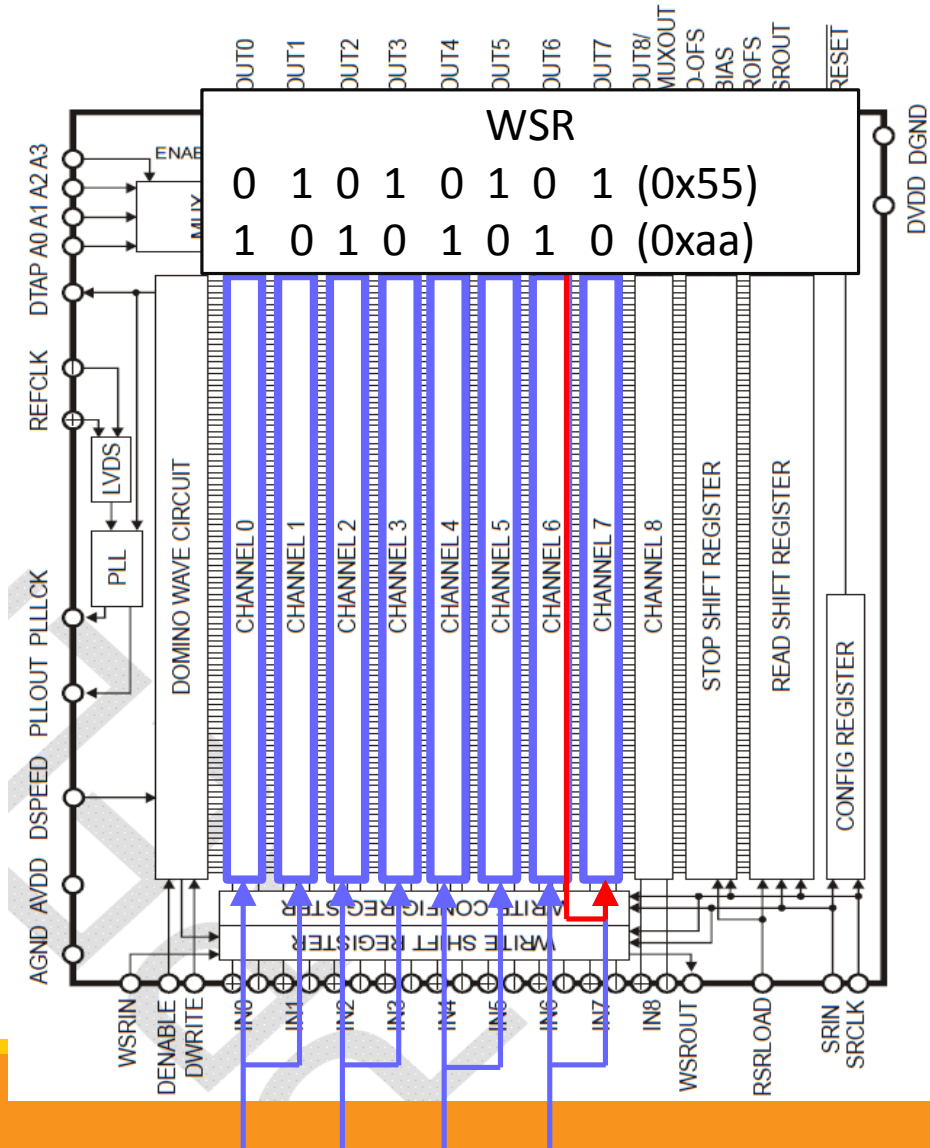 OUT0
OUT1
OUT2
OUT3
OUT4
OUT5
OUT6
OUT7
OUT8/
MUXOUT
O-OFS
BIAS
ROFS
SROUT
RESET
WSR
0 1 0 1 0 1 0 1 (0x55)
1 0 1 0 1 0 1 0 (0xaa)
ENAB
MUX
A3
A2
A1
A0
DTAP
REFCLK
LVDS
PLL
PLLLCK
PLLOUT
DSPEED
AVDD
AGND
DVDD
DGND
DOMINO WAVE CIRCUIT
CHANNEL 0
CHANNEL 1
CHANNEL 2
CHANNEL 3
CHANNEL 4
CHANNEL 5
CHANNEL 6
CHANNEL 7
CHANNEL 8
STOP SHIFT REGISTER
READ SHIFT REGISTER
CONFIG REGISTER
WRITE CONFIG REGISTER
WRITE SHIFT REGISTER
WSRIN
DENABLE
DWRITE
IN0
IN1
IN2
IN3
IN4
IN5
IN6
IN7
IN8
WSROUT
RSRLOAD
SRIN
SRCLK